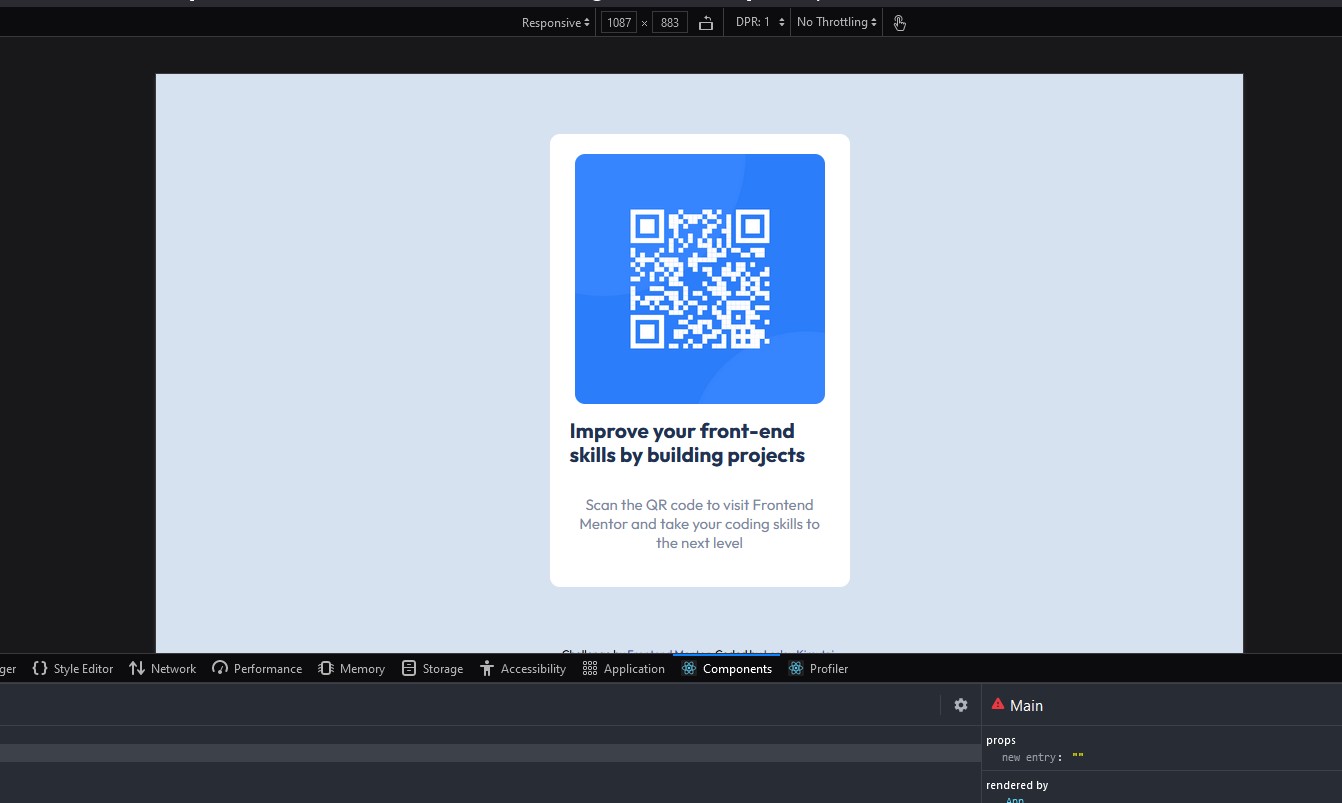 Responsive 1087 × 883 DPR: 1 No Throttling
Improve your front-end
skills by building projects
Scan the QR code to visit Frontend
Mentor and take your coding skills to
the next level
ger Style Editor Network Performance Memory Storage Accessibility Application Components Profiler
Main
props
new entry: ""
rendered by
App